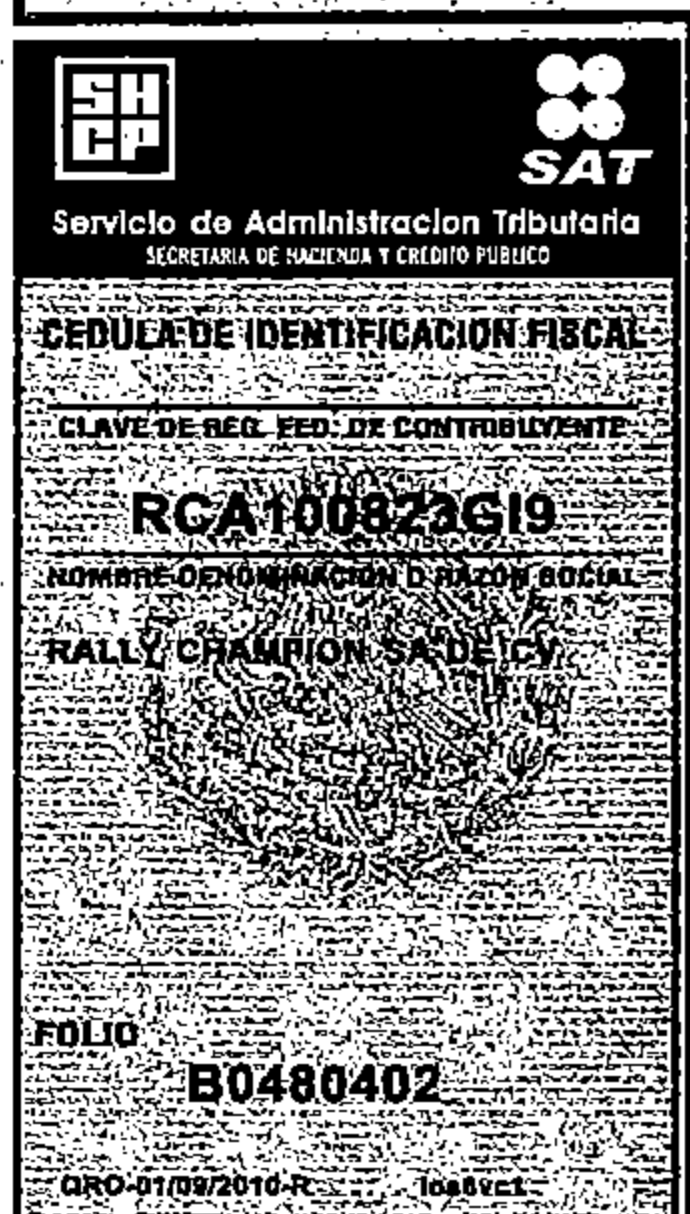 SH
CP
SAT
Servicio de Administracion Tributaria
SECRETARIA DE HACIENDA Y CREDITO PUBLICO
CEDULA DE IDENTIFICACION FISCAL
CLAVE DE REG. FED. DE CONTRIBUYENTE
RCA100823GI9
NOMBRE DENOMINACION O RAZON SOCIAL
RALLY CHAMPION SA DE CV
FOLIO
B0480402
QRO-01/09/2010-R